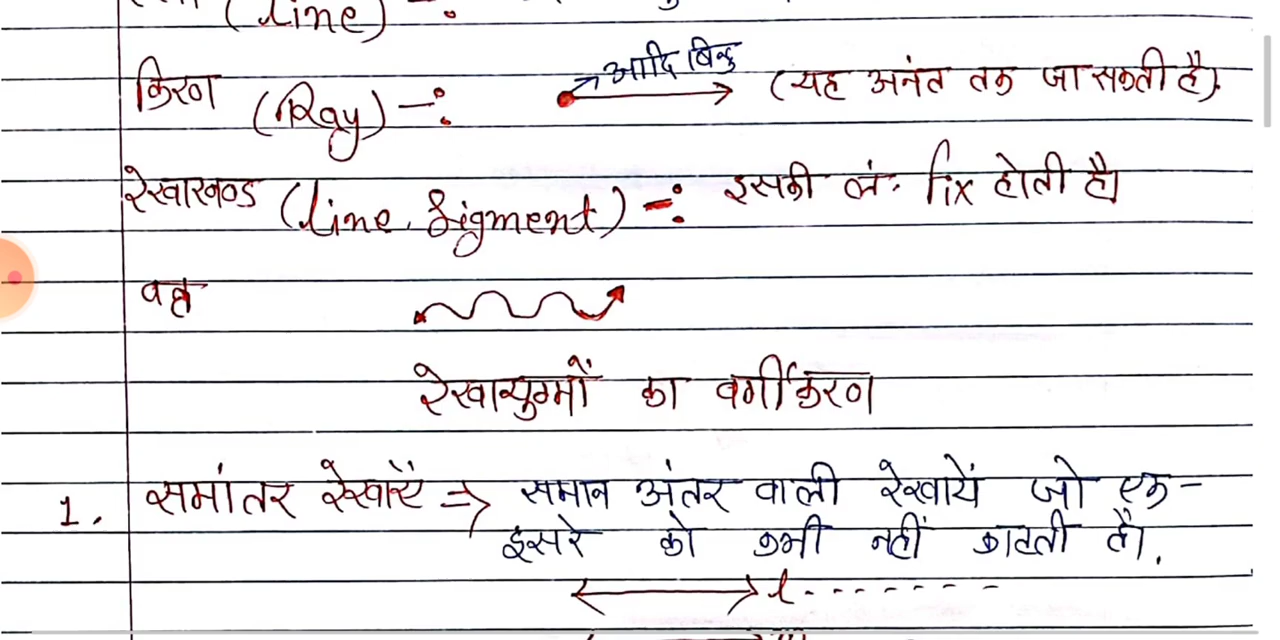 (Line) -:
आदि बिन्दु
किरण (Ray) -: (यह अनंत तक जा सकती है).
रेखाखण्ड (Line Sigment) -: इसकी लं. fix होती है।
वक्र
रेखायुग्मों का वर्गीकरण
1. समांतर रेखाऐं => समान अंतर वाली रेखायें जो एक-
दूसरे को कभी नहीं काटती है।.
l